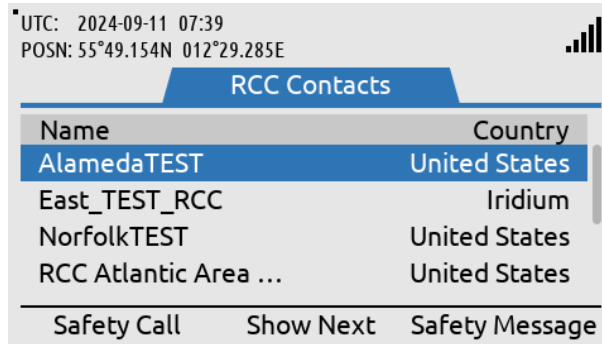 UTC: 2024-09-11 07:39
POSN: 55°49.154N 012°29.285E
RCC Contacts
Name Country
AlamedaTEST United States
East_TEST_RCC Iridium
NorfolkTEST United States
RCC Atlantic Area ... United States
Safety Call Show Next Safety Message